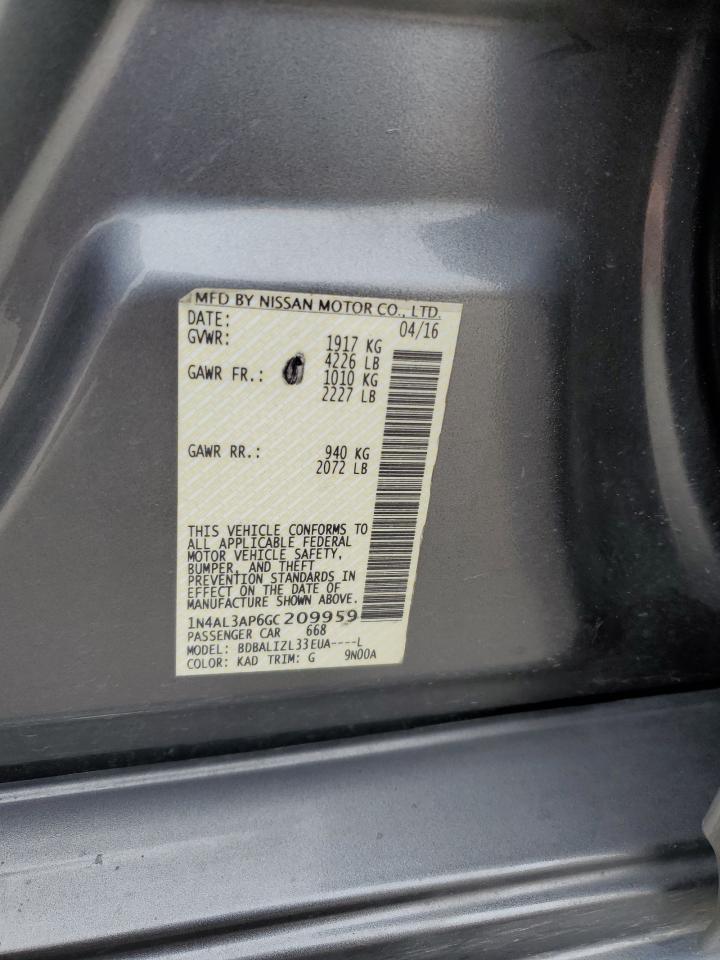 MFD BY NISSAN MOTOR CO., LTD.
DATE: 04/16
GVWR: 1917 KG
4226 LB
GAWR FR.: 1010 KG
2227 LB
GAWR RR.: 940 KG
2072 LB
THIS VEHICLE CONFORMS TO
ALL APPLICABLE FEDERAL
MOTOR VEHICLE SAFETY,
BUMPER, AND THEFT
PREVENTION STANDARDS IN
EFFECT ON THE DATE OF
MANUFACTURE SHOWN ABOVE.
1N4AL3AP6GC209959
PASSENGER CAR 668
MODEL: BDBALIZL33EUA----L
COLOR: KAD TRIM: G 9N00A